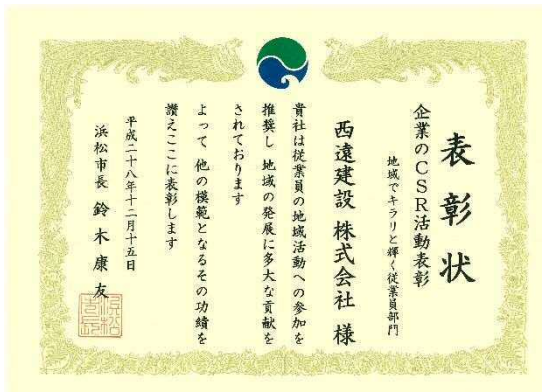 表彰状
企業のCSR活動表彰
地域でキラリと輝く従業員部門
西遠建設 株式会社 様
貴社は従業員の地域活動への参加を
推奨し 地域の発展に多大な貢献を
されております
よって 他の模範となるその功績を
讃えここに表彰します
平成二十八年十二月十五日
浜松市長 鈴木康友